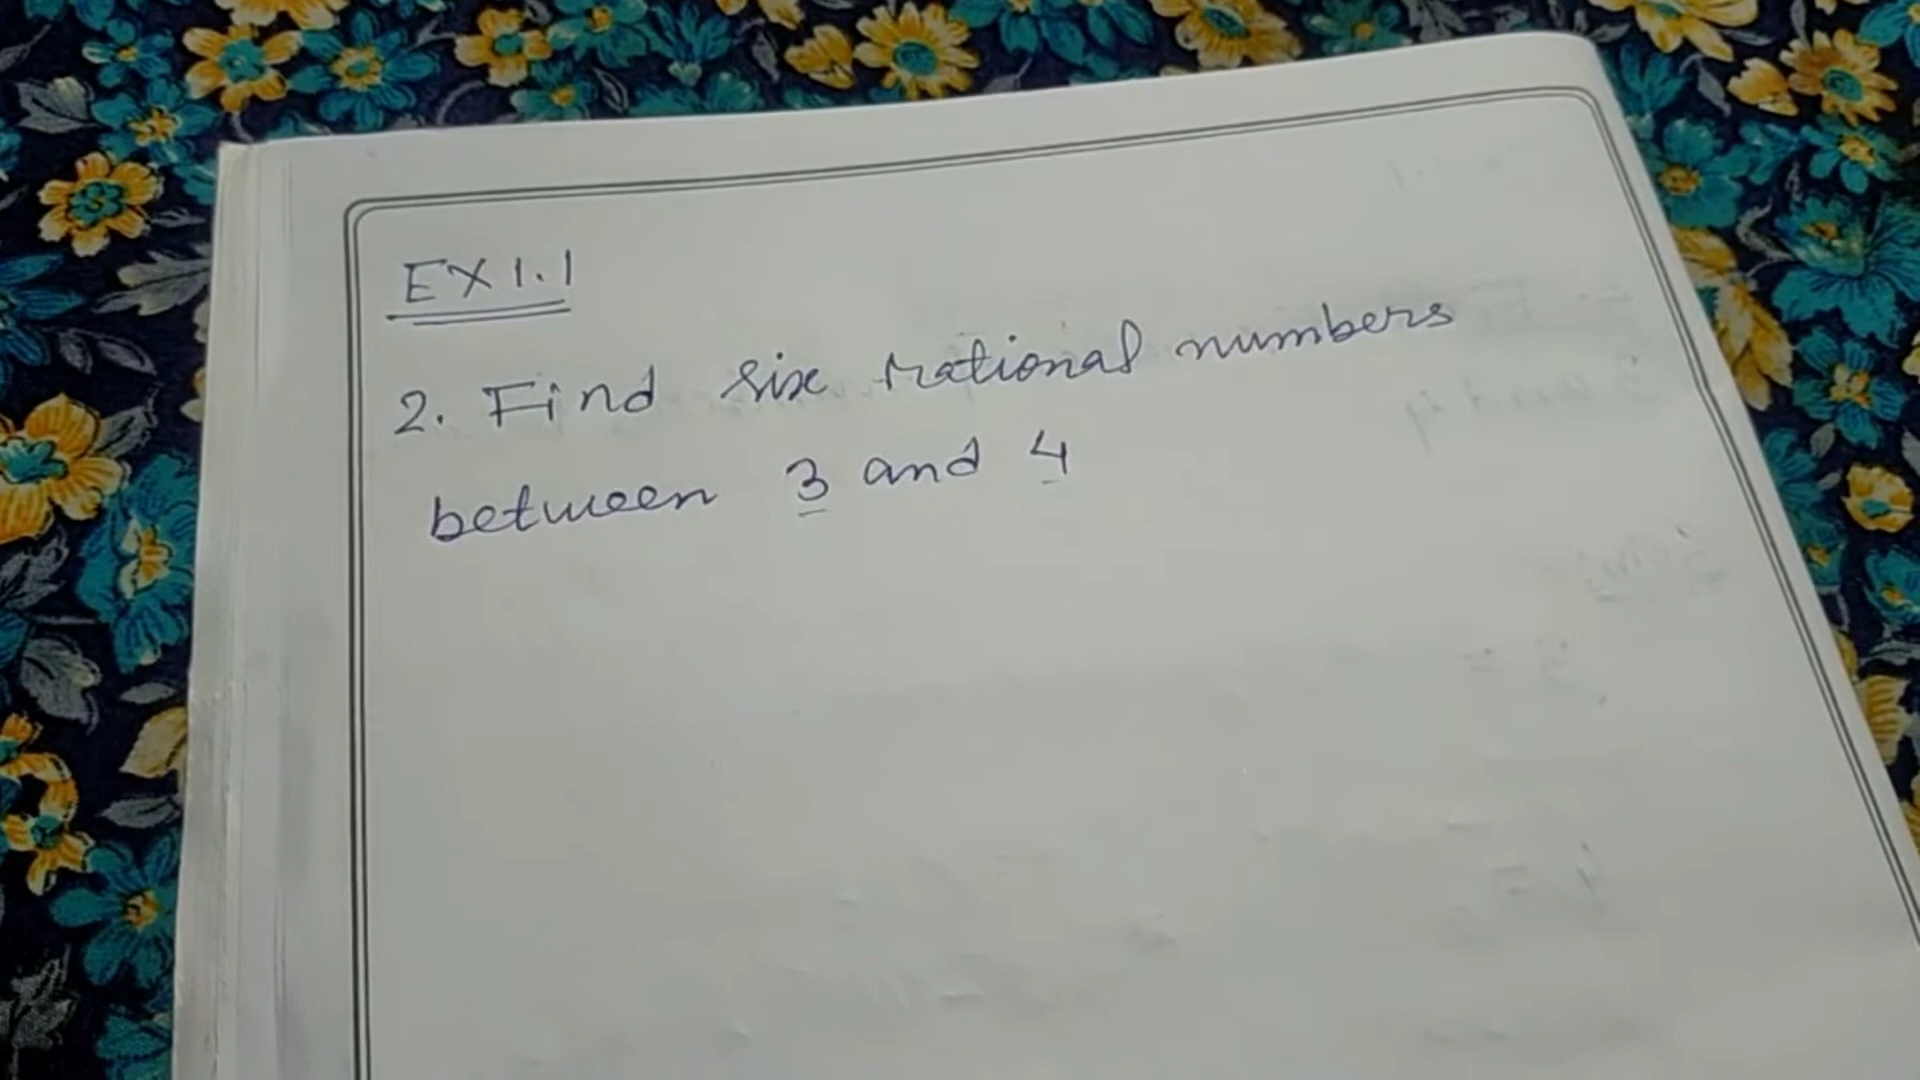 EX 1.1
2. Find six rational numbers
between 3 and 4